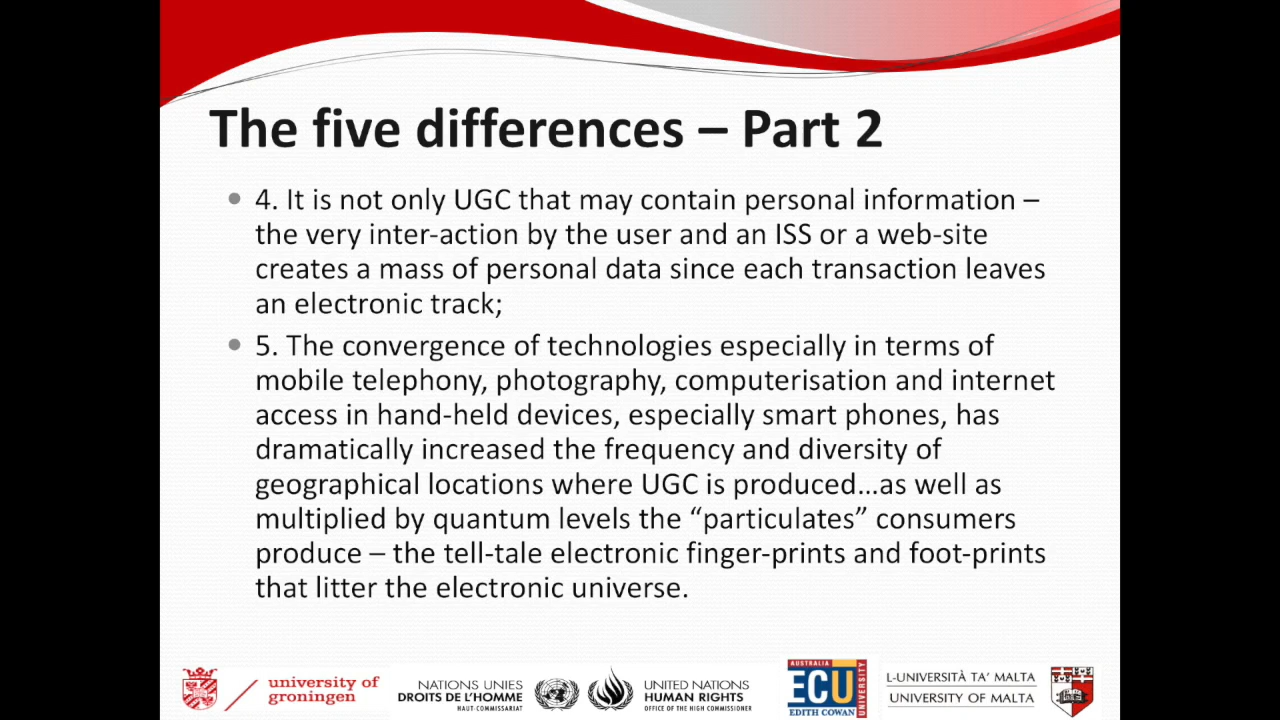 The five differences – Part 2
• 4. It is not only UGC that may contain personal information –
the very inter-action by the user and an ISS or a web-site
creates a mass of personal data since each transaction leaves
an electronic track;
• 5. The convergence of technologies especially in terms of
mobile telephony, photography, computerisation and internet
access in hand-held devices, especially smart phones, has
dramatically increased the frequency and diversity of
geographical locations where UGC is produced…as well as
multiplied by quantum levels the “particulates” consumers
produce – the tell-tale electronic finger-prints and foot-prints
that litter the electronic universe.
university of
groningen
NATIONS UNIES
DROITS DE L'HOMME
HAUT-COMMISSARIAT
UNITED NATIONS
HUMAN RIGHTS
OFFICE OF THE HIGH COMMISSIONER
AUSTRALIA
ECU
EDITH COWAN
UNIVERSITY
L-UNIVERSITÀ TA' MALTA
UNIVERSITY OF MALTA